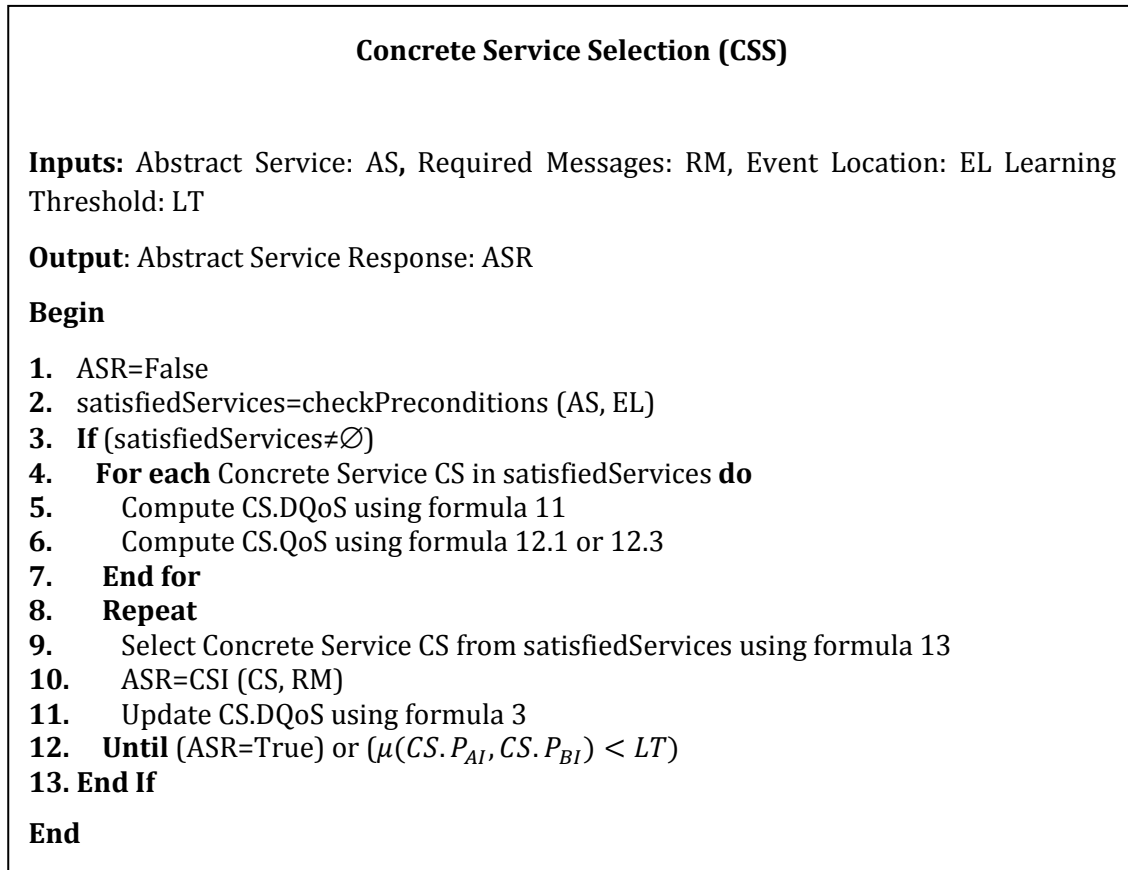 Concrete Service Selection (CSS)
Inputs: Abstract Service: AS, Required Messages: RM, Event Location: EL Learning
Threshold: LT
Output: Abstract Service Response: ASR
Begin
1. ASR=False
2. satisfiedServices=checkPreconditions (AS, EL)
3. If (satisfiedServices≠∅)
4. For each Concrete Service CS in satisfiedServices do
5. Compute CS.DQoS using formula 11
6. Compute CS.QoS using formula 12.1 or 12.3
7. End for
8. Repeat
9. Select Concrete Service CS from satisfiedServices using formula 13
10. ASR=CSI (CS, RM)
11. Update CS.DQoS using formula 3
12. Until (ASR=True) or (μ(CS.P_{AI}, CS.P_{BI}) < LT)
13. End If
End